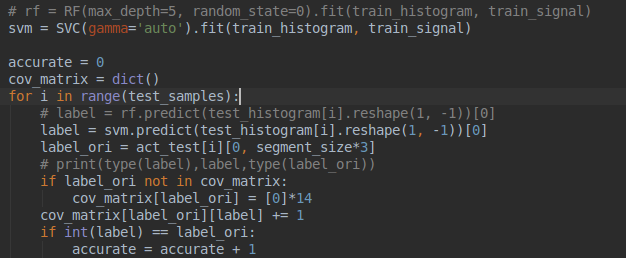 # rf = RF(max_depth=5, random_state=0).fit(train_histogram, train_signal)
svm = SVC(gamma='auto').fit(train_histogram, train_signal)
accurate = 0
cov_matrix = dict()
for i in range(test_samples):
# label = rf.predict(test_histogram[i].reshape(1, -1))[0]
label = svm.predict(test_histogram[i].reshape(1, -1))[0]
label_ori = act_test[i][0, segment_size*3]
# print(type(label),label,type(label_ori))
if label_ori not in cov_matrix:
cov_matrix[label_ori] = [0]*14
cov_matrix[label_ori][label] += 1
if int(label) == label_ori:
accurate = accurate + 1